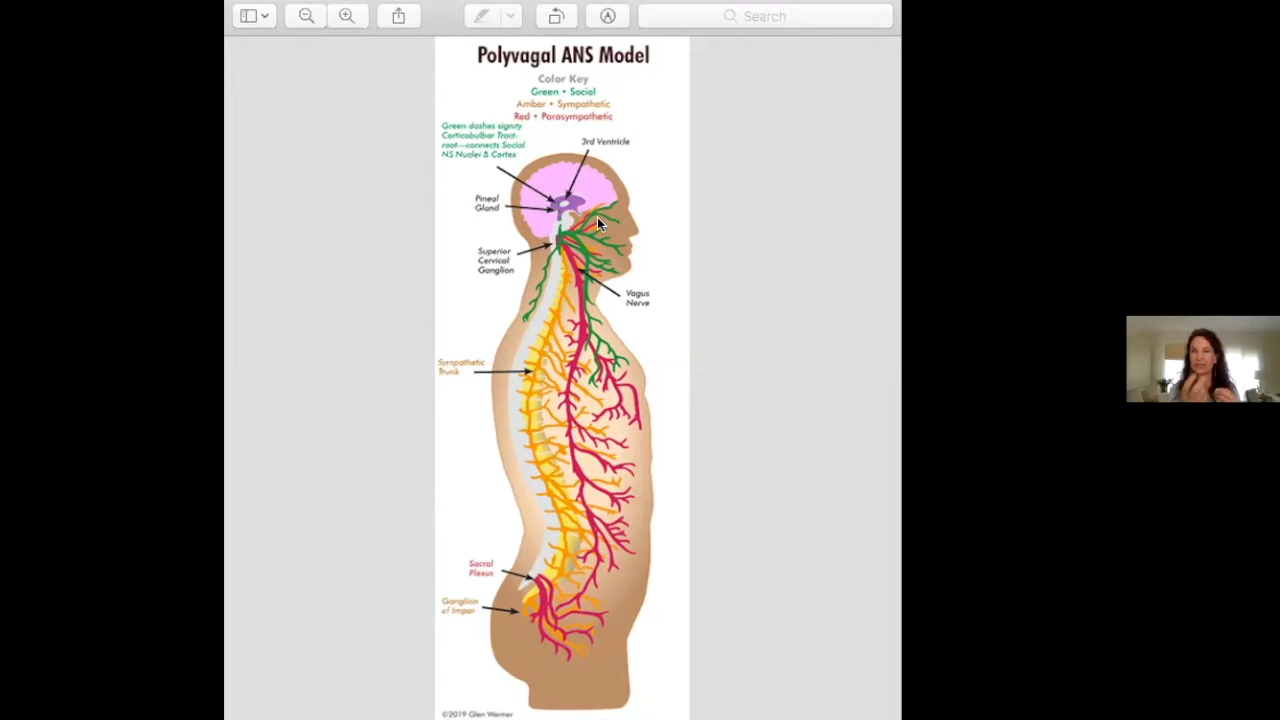 Search
Polyvagal ANS Model
Color Key
Green • Social
Amber • Sympathetic
Red • Parasympathetic
Green dashes signify
Corticobulbar Tract-
root—connects Social
NS Nuclei & Cortex
3rd Ventricle
Pineal
Gland
Superior
Cervical
Ganglion
Vagus
Nerve
Sympathetic
Trunk
Sacral
Plexus
Ganglion
of Impar
©2019 Glen Weimer